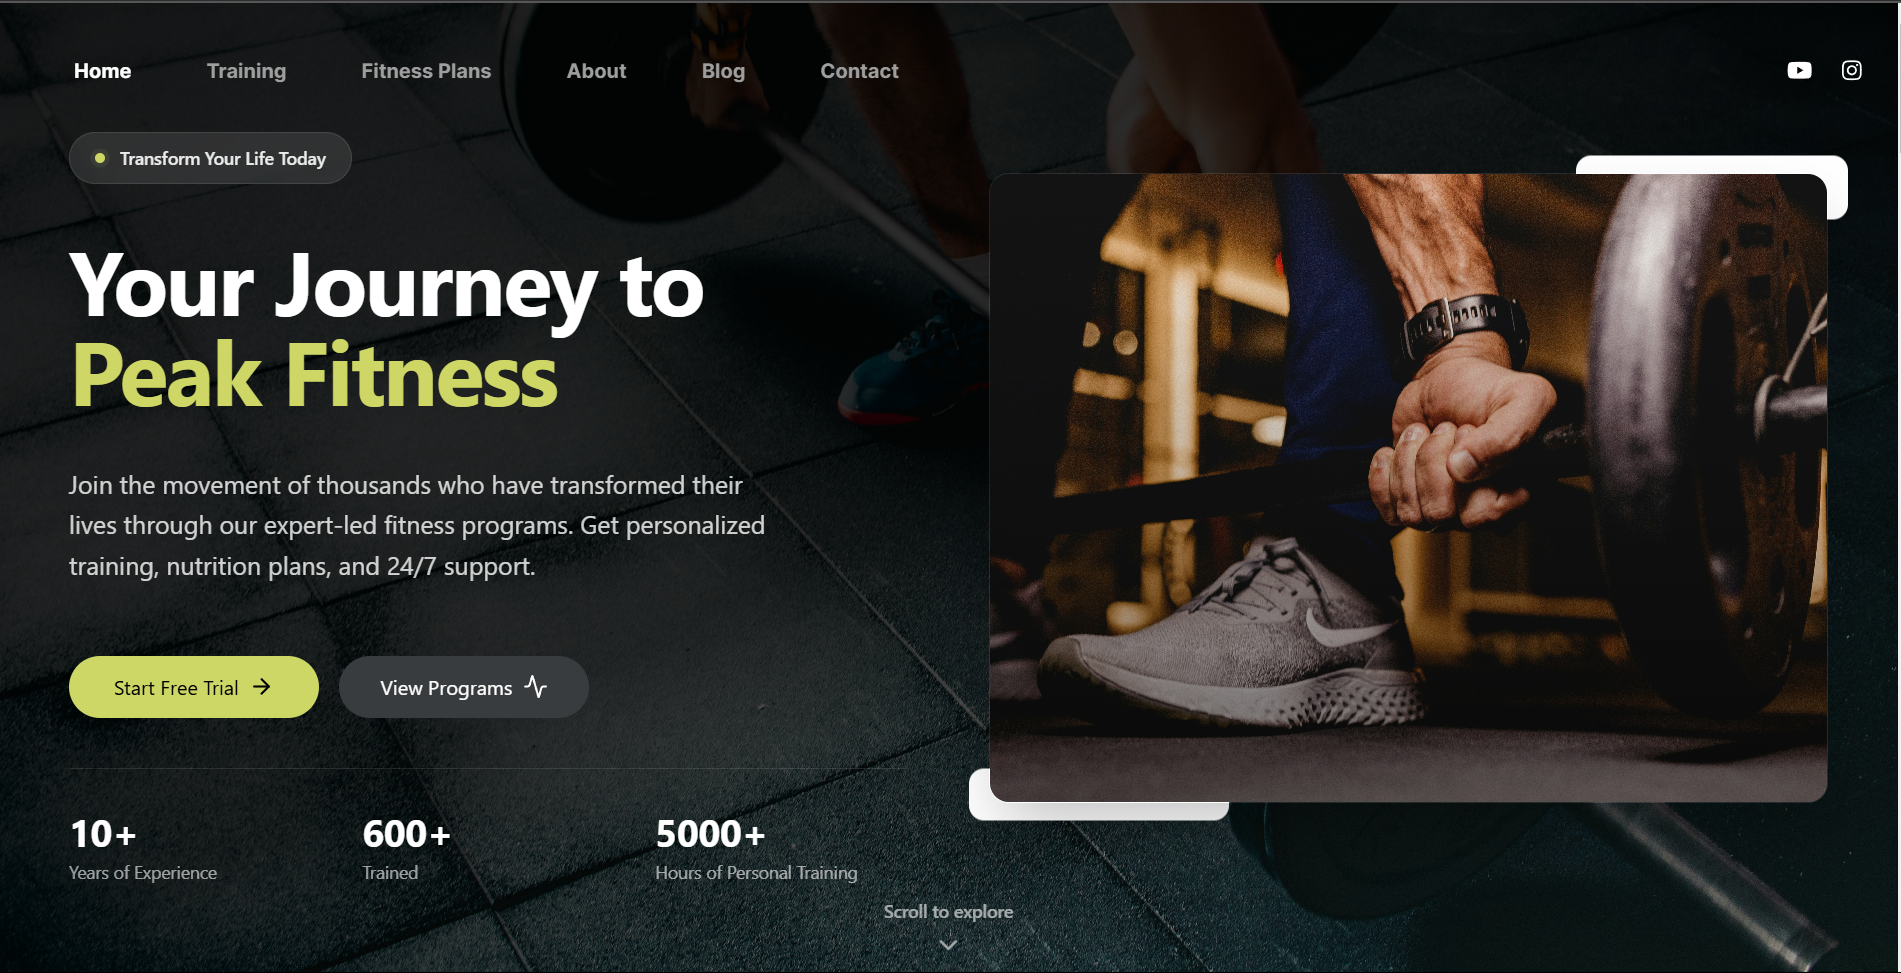 Home
Training
Fitness Plans
About
Blog
Contact
Transform Your Life Today
Your Journey to
Peak Fitness
Join the movement of thousands who have transformed their
lives through our expert-led fitness programs. Get personalized
training, nutrition plans, and 24/7 support.
Start Free Trial
View Programs
10+
Years of Experience
600+
Trained
5000+
Hours of Personal Training
Scroll to explore